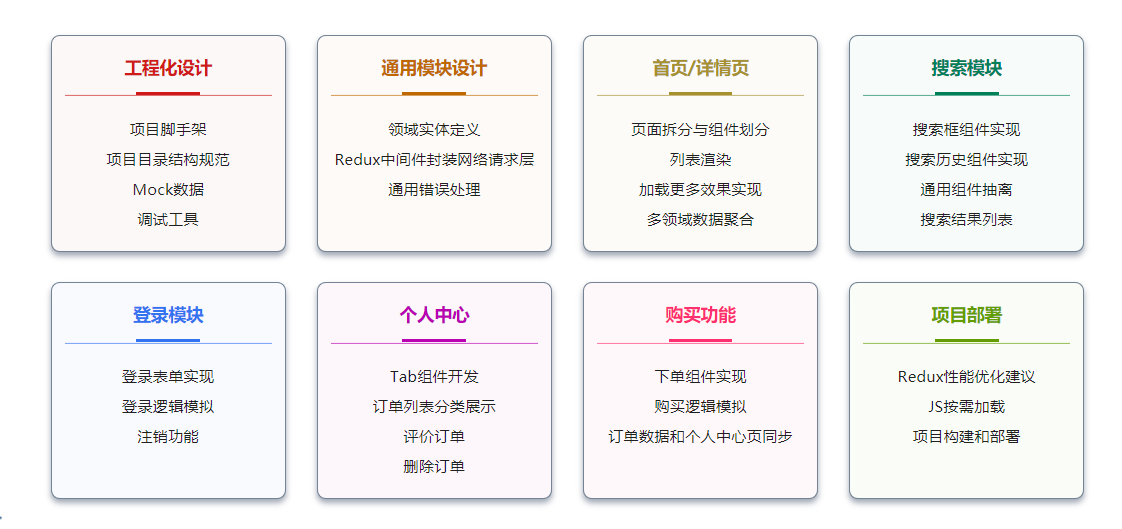 工程化设计
项目脚手架
项目目录结构规范
Mock数据
调试工具
通用模块设计
领域实体定义
Redux中间件封装网络请求层
通用错误处理
首页/详情页
页面拆分与组件划分
列表渲染
加载更多效果实现
多领域数据聚合
搜索模块
搜索框组件实现
搜索历史组件实现
通用组件抽离
搜索结果列表
登录模块
登录表单实现
登录逻辑模拟
注销功能
个人中心
Tab组件开发
订单列表分类展示
评价订单
删除订单
购买功能
下单组件实现
购买逻辑模拟
订单数据和个人中心页同步
项目部署
Redux性能优化建议
JS按需加载
项目构建和部署